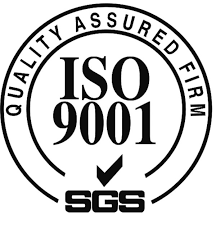 QUALITY ASSURED FIRM
ISO
9001
SGS